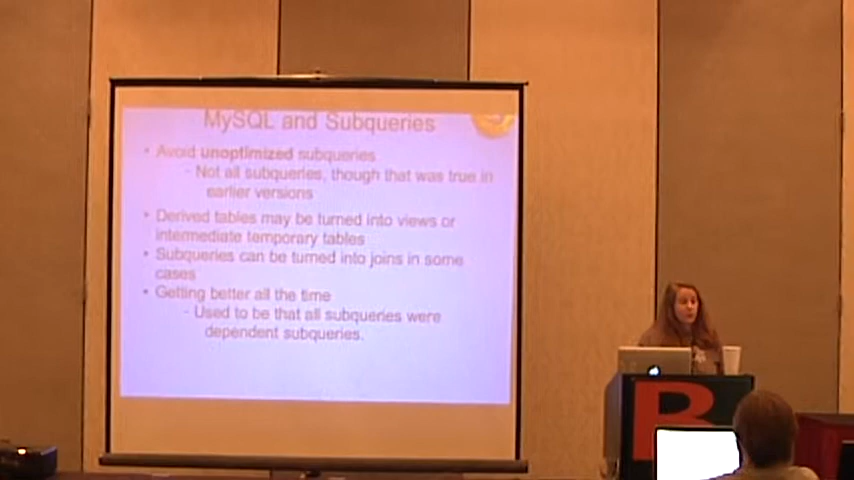 MySQL and Subqueries
• Avoid unoptimized subqueries
- Not all subqueries, though that was true in
earlier versions
• Derived tables may be turned into views or
intermediate temporary tables
• Subqueries can be turned into joins in some
cases
• Getting better all the time
- Used to be that all subqueries were
dependent subqueries.
R